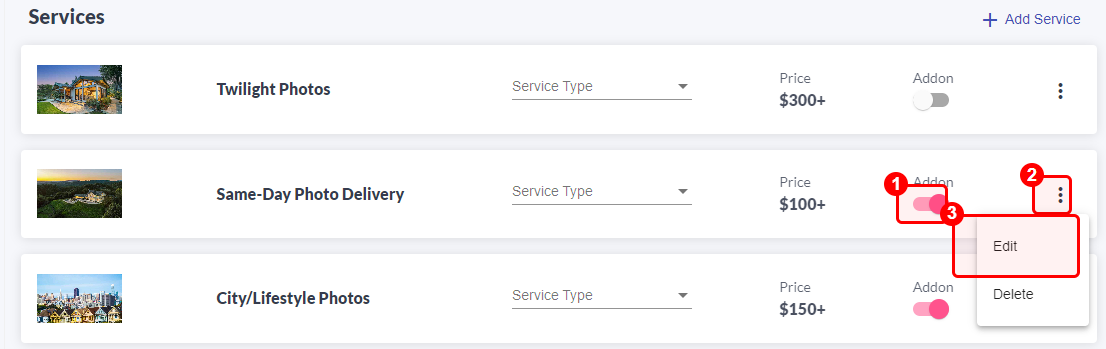 Services
+ Add Service
Twilight Photos
Service Type
Price
$300+
Addon
Same-Day Photo Delivery
Service Type
Price
$100+
1
Addon
2
3
Edit
Delete
City/Lifestyle Photos
Service Type
Price
$150+
Addon